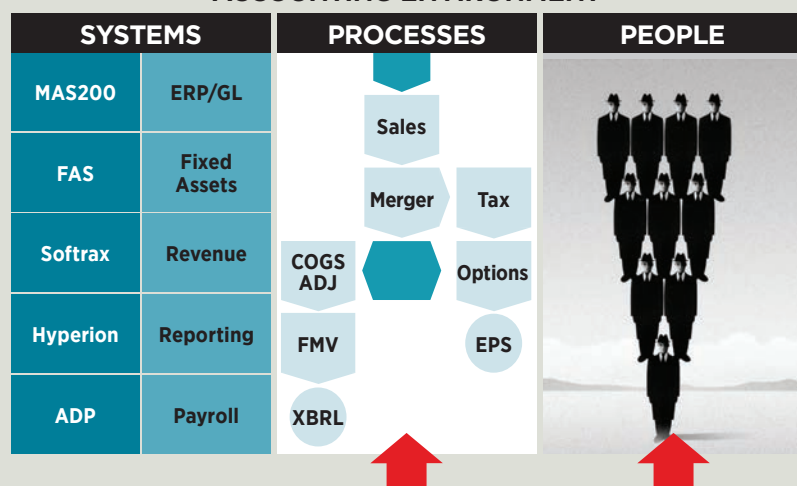 SYSTEMS
PROCESSES
PEOPLE
MAS200
ERP/GL
FAS
Fixed
Assets
Softrax
Revenue
Hyperion
Reporting
ADP
Payroll
Sales
Merger
Tax
COGS
ADJ
Options
FMV
EPS
XBRL